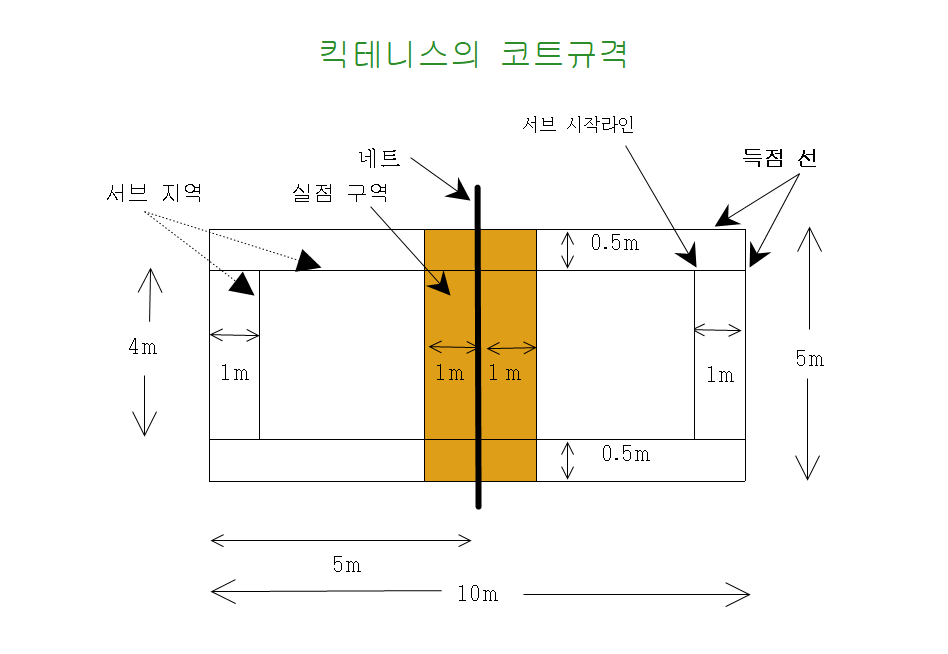 킥테니스의 코트규격
서브 시작라인
네트
득점 선
서브 지역
실점 구역
0.5m
4m
5m
1m
1m
1m
1m
0.5m
5m
10m